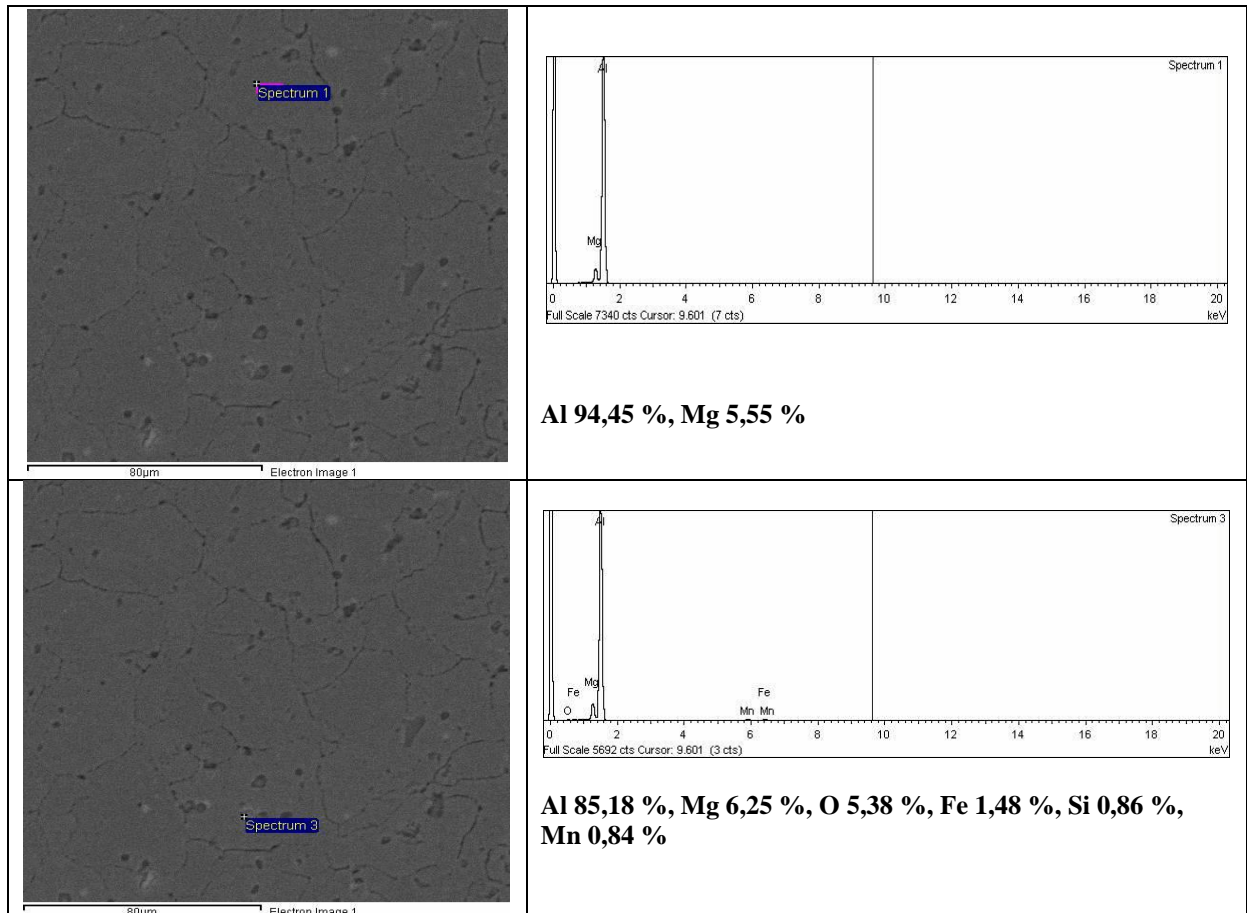 Spectrum 1
80µm
Electron Image 1
Spectrum 1
Al
Mg
0 2 4 6 8 10 12 14 16 18 20
Full Scale 7340 cts Cursor: 9.601 (7 cts)
keV
Al 94,45 %, Mg 5,55 %
Spectrum 3
80µm
Electron Image 1
Spectrum 3
Al
Fe
Mg
Fe
O
Mn
Mn
0 2 4 6 8 10 12 14 16 18 20
Full Scale 5692 cts Cursor: 9.601 (3 cts)
keV
Al 85,18 %, Mg 6,25 %, O 5,38 %, Fe 1,48 %, Si 0,86 %,
Mn 0,84 %